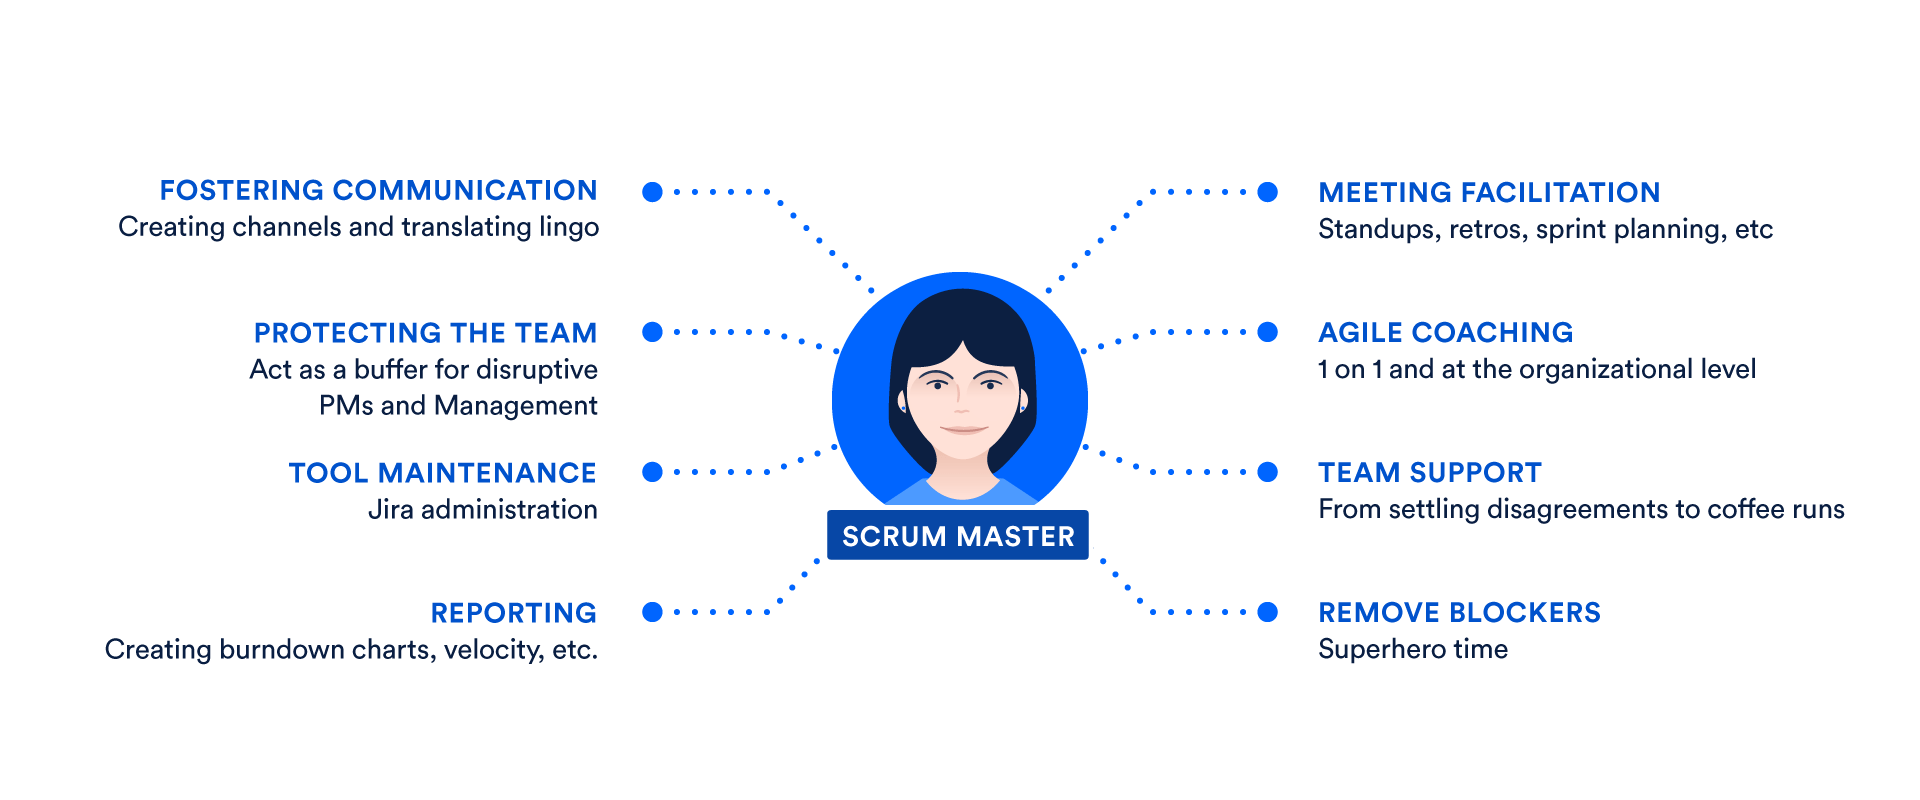 FOSTERING COMMUNICATION
Creating channels and translating lingo
PROTECTING THE TEAM
Act as a buffer for disruptive
PMs and Management
TOOL MAINTENANCE
Jira administration
REPORTING
Creating burndown charts, velocity, etc.
SCRUM MASTER
MEETING FACILITATION
Standups, retros, sprint planning, etc
AGILE COACHING
1 on 1 and at the organizational level
TEAM SUPPORT
From settling disagreements to coffee runs
REMOVE BLOCKERS
Superhero time